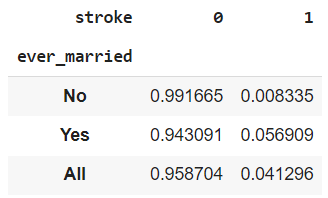 stroke 0 1
ever_married
No 0.991665 0.008335
Yes 0.943091 0.056909
All 0.958704 0.041296